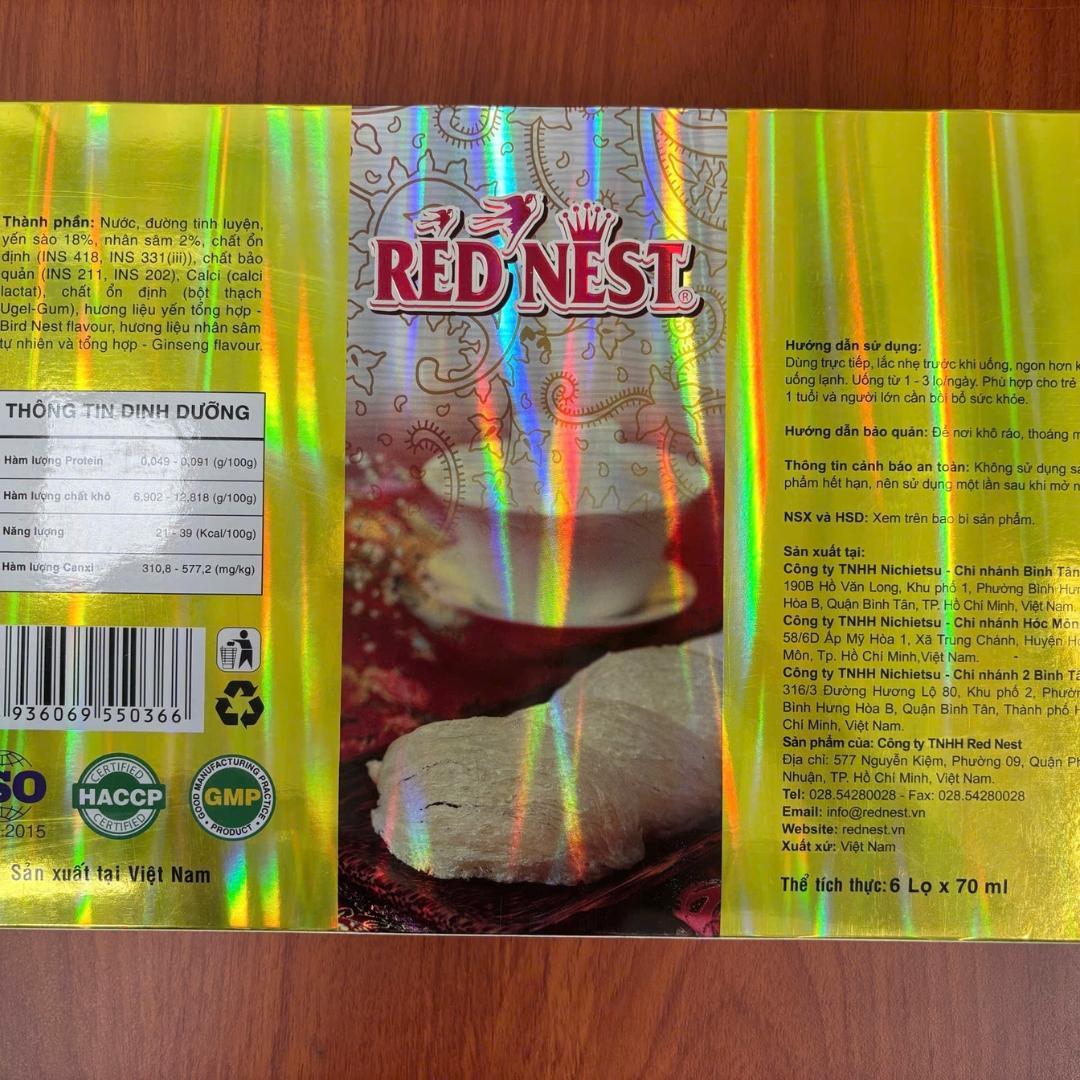 Thành phần: Nước, đường tinh luyện,
yến sào 18%, nhân sâm 2%, chất ổn
định (INS 418, INS 331(iii)), chất bảo
quản (INS 211, INS 202), Calci (calci
lactat), chất ổn định (bột thạch
Ugel-Gum), hương liệu yến tổng hợp -
Bird Nest flavour, hương liệu nhân sâm
tự nhiên và tổng hợp - Ginseng flavour.
THÔNG TIN DINH DƯỠNG
Hàm lượng Protein 0,049 - 0,091 (g/100g)
Hàm lượng chất khô 6,902 - 12,818 (g/100g)
Năng lượng 21 - 39 (Kcal/100g)
Hàm lượng Canxi 310,8 - 577,2 (mg/kg)
936069 550366
SO
:2015
CERTIFIED
HACCP
CERTIFIED
GOOD MANUFACTURING PRACTICE
GMP
PRODUCT
Sản xuất tại Việt Nam
RED NEST®
Hướng dẫn sử dụng:
Dùng trực tiếp, lắc nhẹ trước khi uống, ngon hơn k
uống lạnh. Uống từ 1 - 3 lọ/ngày. Phù hợp cho trẻ
1 tuổi và người lớn cần bồi bổ sức khỏe.
Hướng dẫn bảo quản: Để nơi khô ráo, thoáng m
Thông tin cảnh báo an toàn: Không sử dụng sả
phẩm hết hạn, nên sử dụng một lần sau khi mở n
NSX và HSD: Xem trên bao bì sản phẩm.
Sản xuất tại:
Công ty TNHH Nichietsu - Chi nhánh Bình Tân
190B Hồ Văn Long, Khu phố 1, Phường Bình Hưn
Hòa B, Quận Bình Tân, TP. Hồ Chí Minh, Việt Nam.
Công ty TNHH Nichietsu - Chi nhánh Hóc Môn
58/6D Ấp Mỹ Hòa 1, Xã Trung Chánh, Huyện Hó
Môn, Tp. Hồ Chí Minh,Việt Nam.
Công ty TNHH Nichietsu - Chi nhánh 2 Bình Tâ
316/3 Đường Hương Lộ 80, Khu phố 2, Phườn
Bình Hưng Hòa B, Quận Bình Tân, Thành phố H
Chí Minh, Việt Nam.
Sản phẩm của: Công ty TNHH Red Nest
Địa chỉ: 577 Nguyễn Kiệm, Phường 09, Quận Ph
Nhuận, TP. Hồ Chí Minh, Việt Nam.
Tel: 028.54280028 - Fax: 028.54280028
Email: info@rednest.vn
Website: rednest.vn
Xuất xứ: Việt Nam
Thể tích thực: 6 Lọ x 70 ml